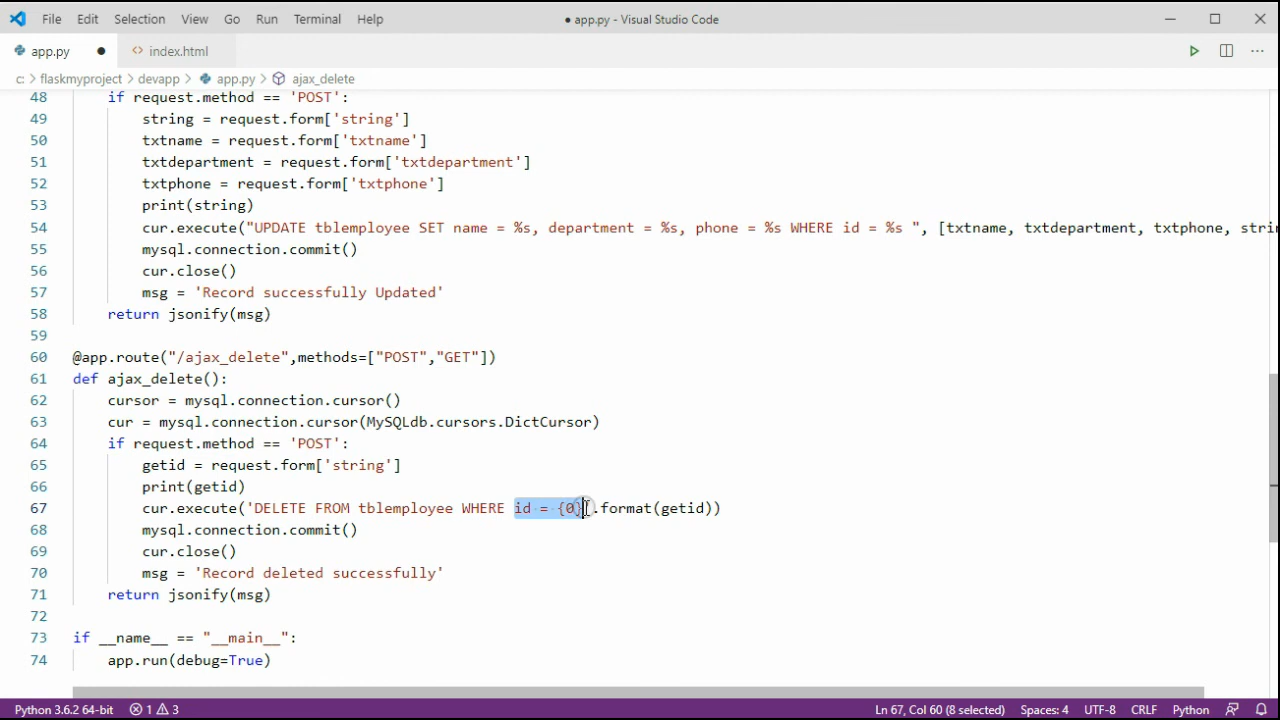 File Edit Selection View Go Run Terminal Help ● app.py - Visual Studio Code
app.py ● <> index.html
c: > flaskmyproject > devapp > app.py > ajax_delete
48 if request.method == 'POST':
49 string = request.form['string']
50 txtname = request.form['txtname']
51 txtdepartment = request.form['txtdepartment']
52 txtphone = request.form['txtphone']
53 print(string)
54 cur.execute("UPDATE tblemployee SET name = %s, department = %s, phone = %s WHERE id = %s ", [txtname, txtdepartment, txtphone, strin
55 mysql.connection.commit()
56 cur.close()
57 msg = 'Record successfully Updated'
58 return jsonify(msg)
59
60 @app.route("/ajax_delete",methods=["POST","GET"])
61 def ajax_delete():
62 cursor = mysql.connection.cursor()
63 cur = mysql.connection.cursor(MySQLdb.cursors.DictCursor)
64 if request.method == 'POST':
65 getid = request.form['string']
66 print(getid)
67 cur.execute('DELETE FROM tblemployee WHERE id = {0}'.format(getid))
68 mysql.connection.commit()
69 cur.close()
70 msg = 'Record deleted successfully'
71 return jsonify(msg)
72
73 if __name__ == "__main__":
74 app.run(debug=True)
Python 3.6.2 64-bit 1 3 Ln 67, Col 60 (8 selected) Spaces: 4 UTF-8 CRLF Python